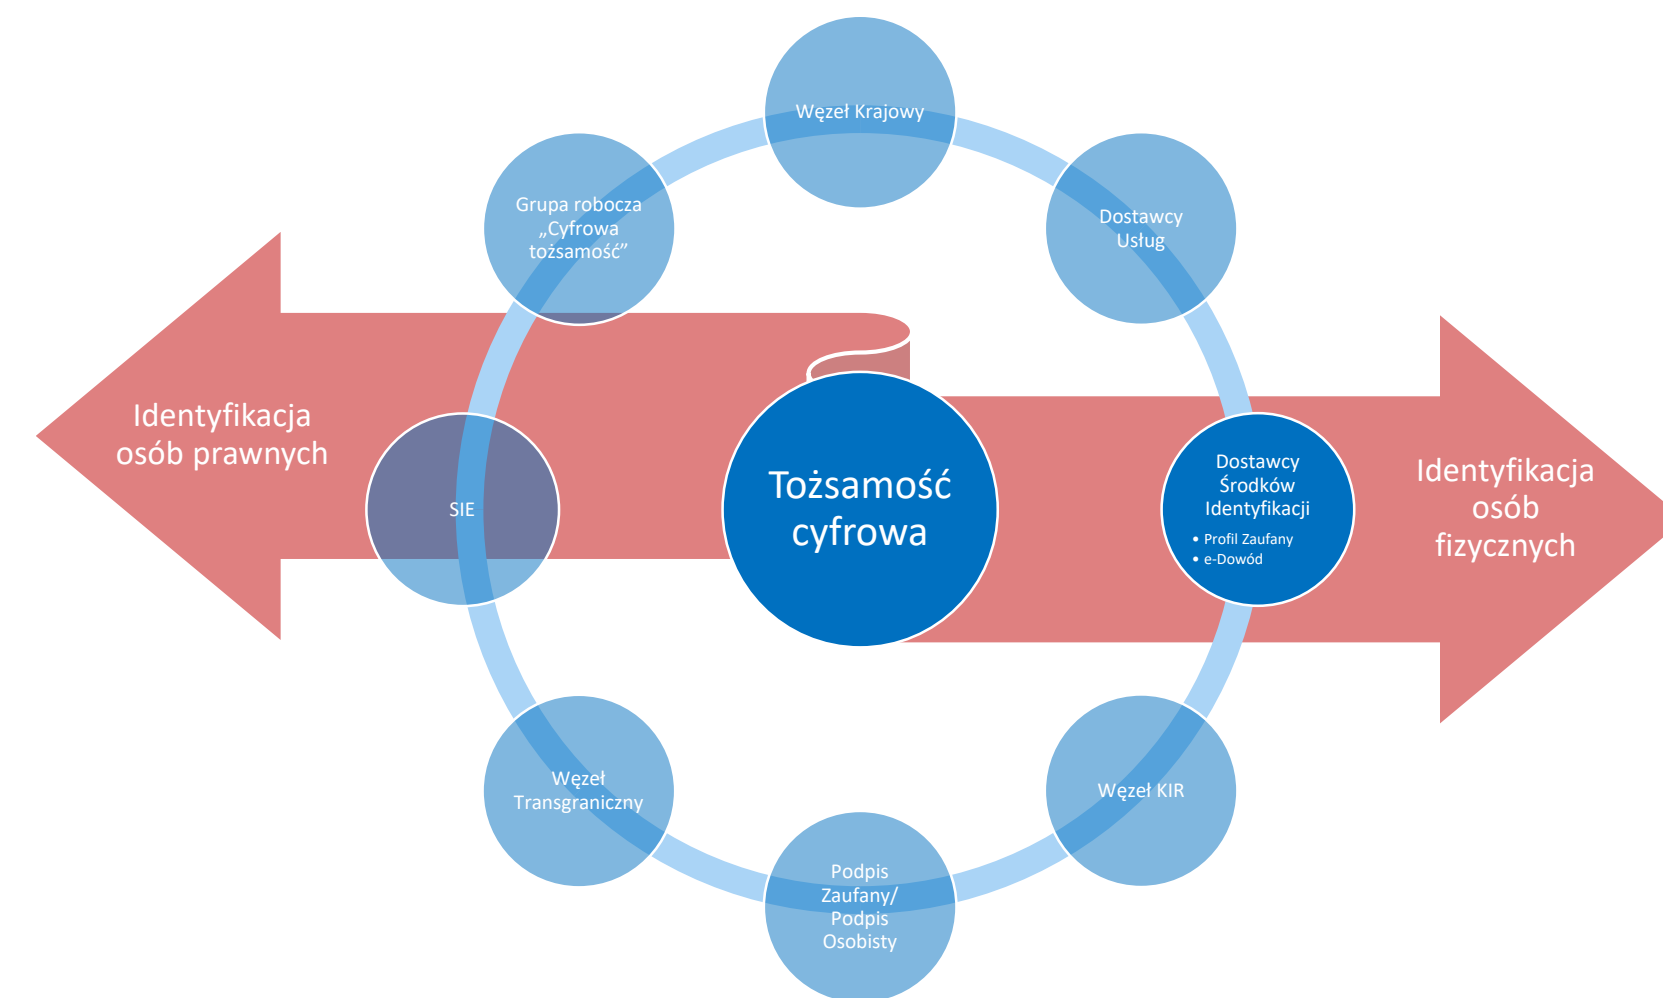 Węzeł Krajowy
Grupa robocza
„Cyfrowa
tożsamość”
Dostawcy
Usług
Identyfikacja
osób prawnych
SIE
Tożsamość
cyfrowa
Dostawcy
Środków
Identyfikacji
• Profil Zaufany
• e-Dowód
Identyfikacja
osób
fizycznych
Węzeł
Transgraniczny
Węzeł KIR
Podpis
Zaufany/
Podpis
Osobisty